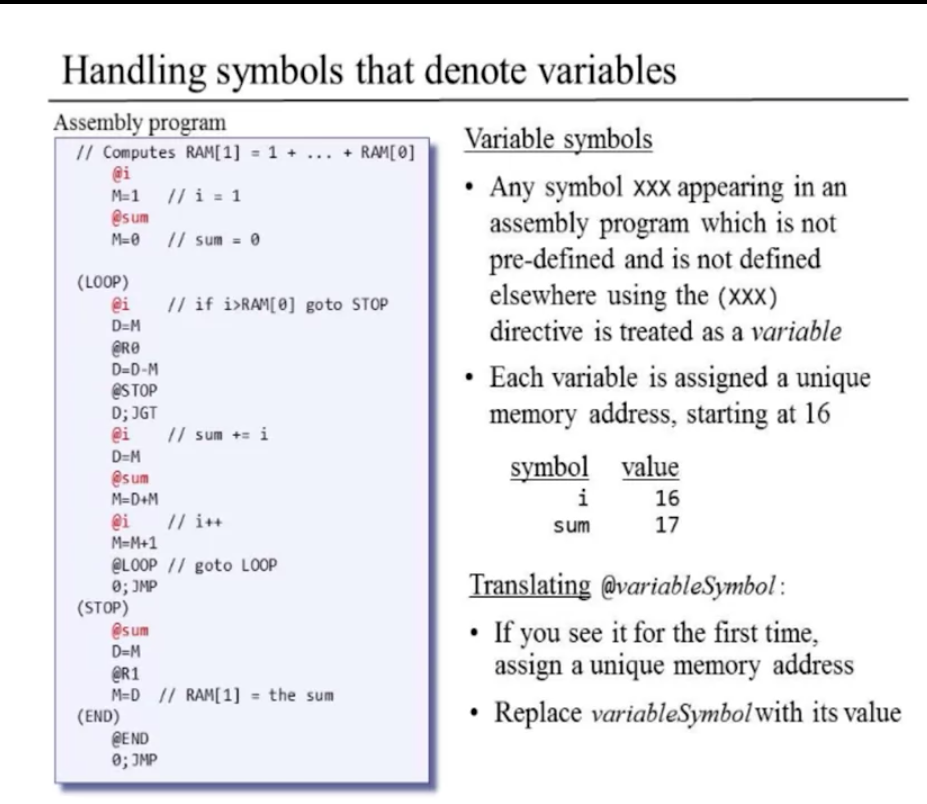 Handling symbols that denote variables
Assembly program
// Computes RAM[1] = 1 + ... + RAM[0]
@i
M=1 // i = 1
@sum
M=0 // sum = 0
(LOOP)
@i // if i>RAM[0] goto STOP
D=M
@R0
D=D-M
@STOP
D;JGT
@i // sum += i
D=M
@sum
M=D+M
@i // i++
M=M+1
@LOOP // goto LOOP
0;JMP
(STOP)
@sum
D=M
@R1
M=D // RAM[1] = the sum
(END)
@END
0;JMP
Variable symbols
• Any symbol XXX appearing in an
assembly program which is not
pre-defined and is not defined
elsewhere using the (XXX)
directive is treated as a variable
• Each variable is assigned a unique
memory address, starting at 16
symbol value
i 16
sum 17
Translating @variableSymbol:
• If you see it for the first time,
assign a unique memory address
• Replace variableSymbol with its value